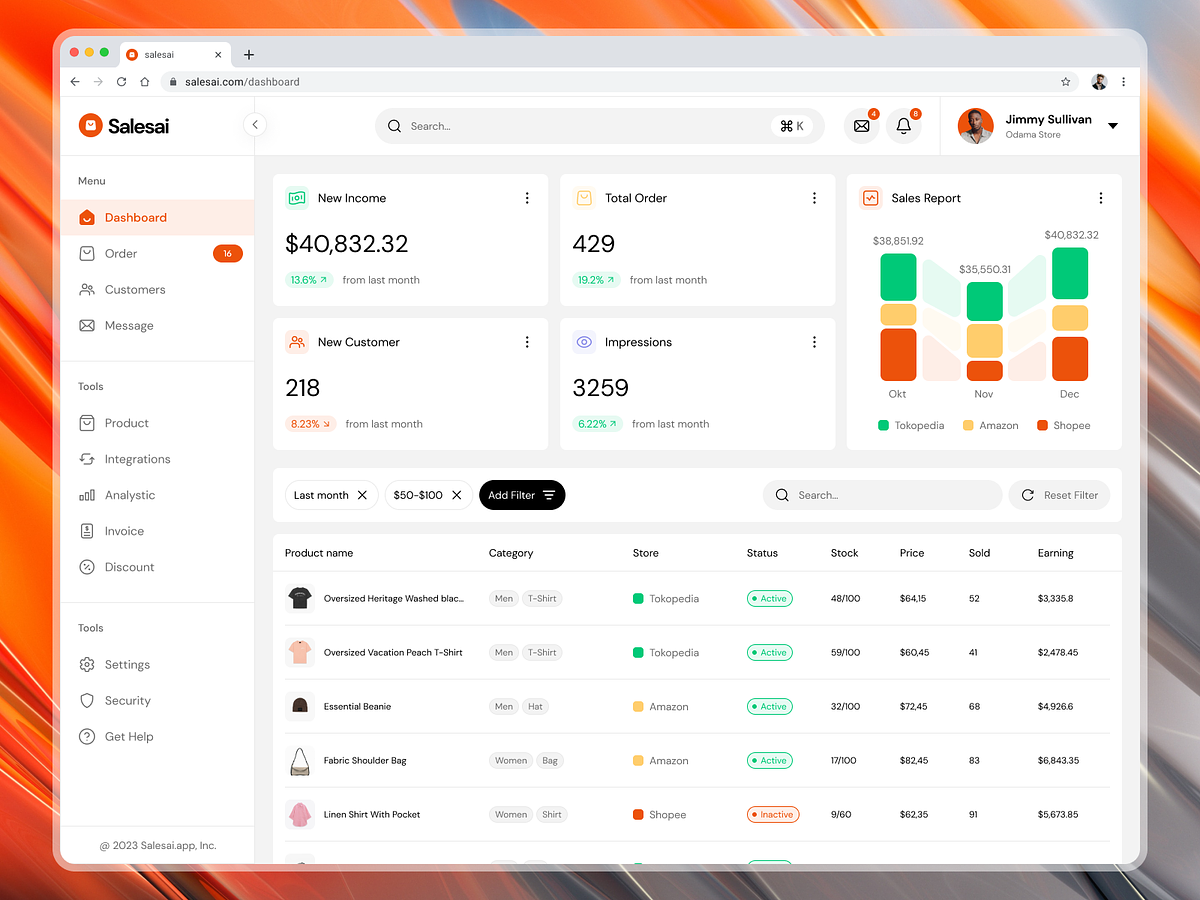 salesai
salesai.com/dashboard
Salesai
Search...
⌘ K
4
8
Jimmy Sullivan
Odama Store
Menu
Dashboard
Order
16
Customers
Message
Tools
Product
Integrations
Analystic
Invoice
Discount
Tools
Settings
Security
Get Help
@ 2023 Salesai.app, Inc.
New Income
$40,832.32
13.6%
from last month
Total Order
429
19.2%
from last month
New Customer
218
8.23%
from last month
Impressions
3259
6.22%
from last month
Sales Report
$38,851.92
$35,550.31
$40,832.32
Okt
Nov
Dec
Tokopedia
Amazon
Shopee
Last month
$50-$100
Add Filter
Search...
Reset Filter
Product name Category Store Status Stock Price Sold Earning
Oversized Heritage Washed blac... Men T-Shirt Tokopedia Active 48/100 $64,15 52 $3,335.8
Oversized Vacation Peach T-Shirt Men T-Shirt Tokopedia Active 59/100 $60,45 41 $2,478.45
Essential Beanie Men Hat Amazon Active 32/100 $72,45 68 $4,926.6
Fabric Shoulder Bag Women Bag Amazon Active 17/100 $82,45 83 $6,843.35
Linen Shirt With Pocket Women Shirt Shopee Inactive 9/60 $62,35 91 $5,673.85